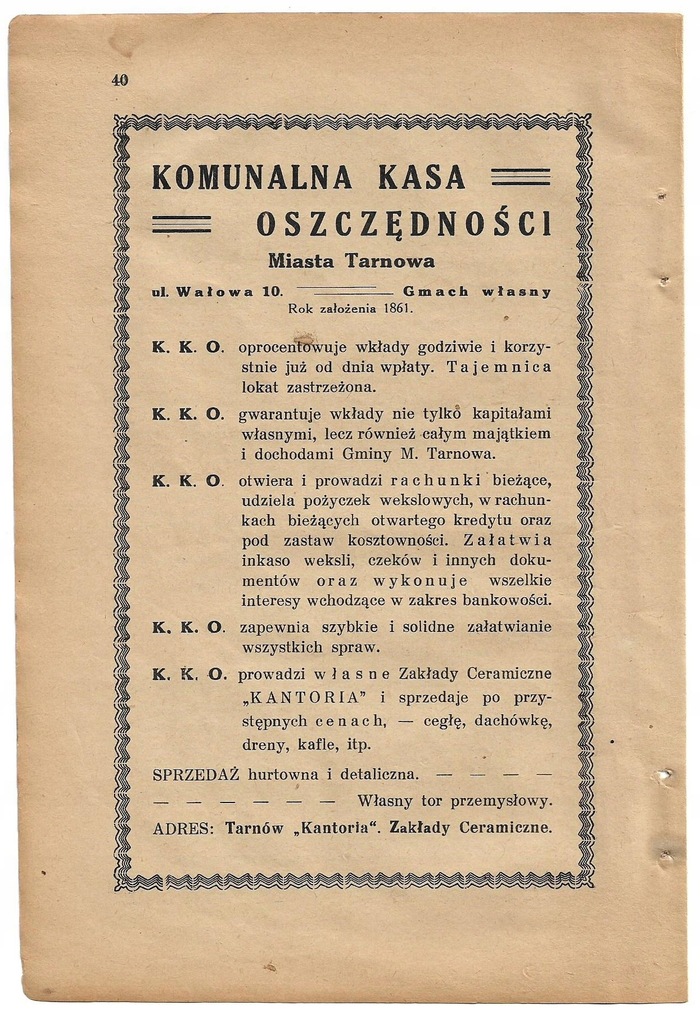 40
KOMUNALNA KASA
OSZCZĘDNOŚCI
Miasta Tarnowa
ul. Wałowa 10. Gmach własny
Rok założenia 1861.
K. K. O. oprocentowuje wkłady godziwie i korzy-
stnie już od dnia wpłaty. Tajemnica
lokat zastrzeżona.
K. K. O. gwarantuje wkłady nie tylko kapitałami
własnymi, lecz również całym majątkiem
i dochodami Gminy M. Tarnowa.
K. K. O. otwiera i prowadzi rachunki bieżące,
udziela pożyczek wekslowych, w rachun-
kach bieżących otwartego kredytu oraz
pod zastaw kosztowności. Załatwia
inkaso weksli, czeków i innych doku-
mentów oraz wykonuje wszelkie
interesy wchodzące w zakres bankowości.
K. K. O. zapewnia szybkie i solidne załatwianie
wszystkich spraw.
K. K. O. prowadzi własne Zakłady Ceramiczne
„KANTORIA” i sprzedaje po przy-
stępnych cenach, — cegłę, dachówkę,
dreny, kafle, itp.
SPRZEDAŻ hurtowna i detaliczna. — — — —
— — — — — — Własny tor przemysłowy.
ADRES: Tarnów „Kantoria“. Zakłady Ceramiczne.